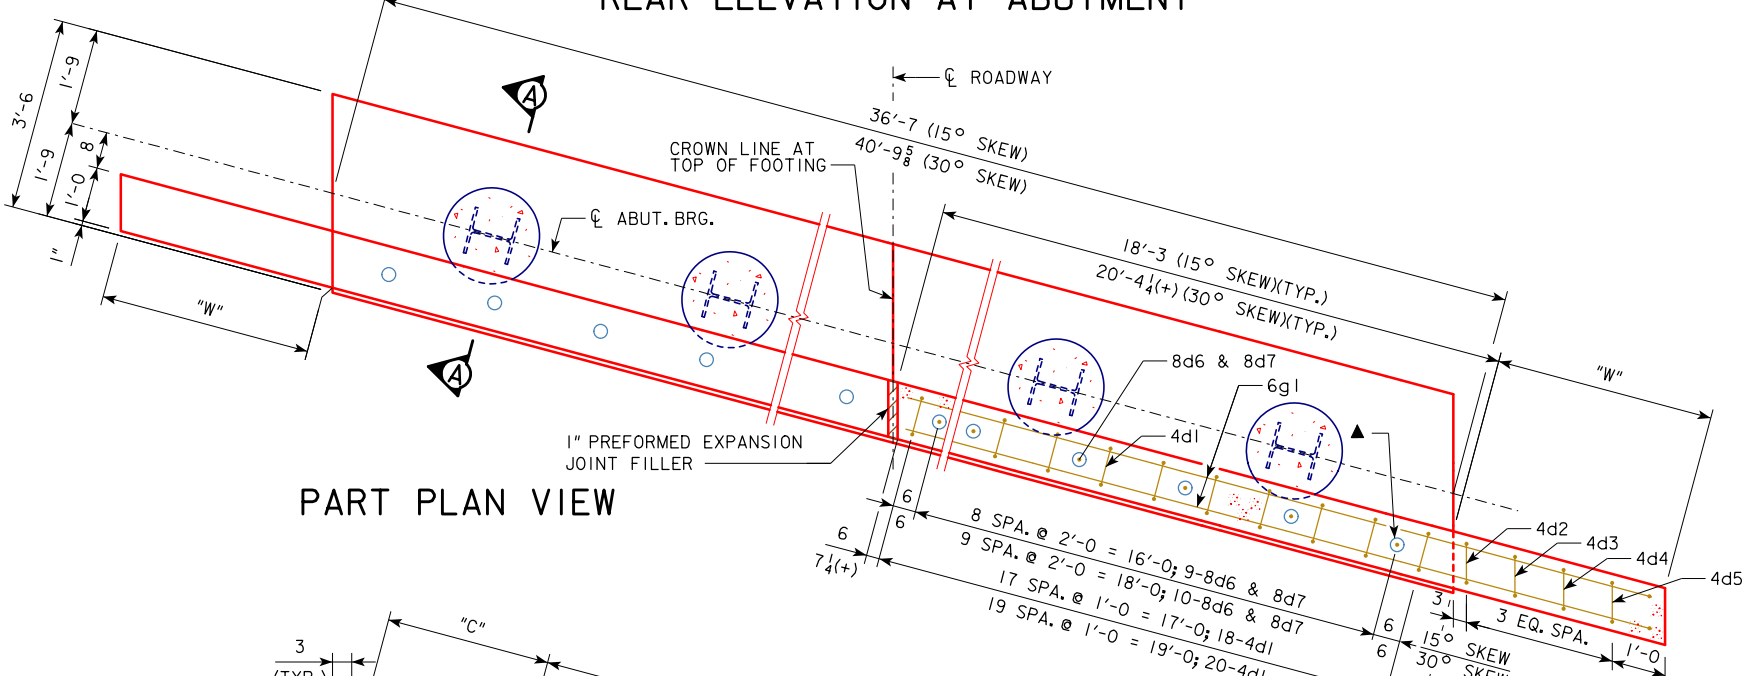 REAR ELEVATION AT ABUTMENT
℄ ROADWAY
36'-7 (15° SKEW)
40'-9⅝ (30° SKEW)
CROWN LINE AT
TOP OF FOOTING
A
3'-6
1'-9
1'-9
8
1'-0
1"
℄ ABUT. BRG.
18'-3 (15° SKEW)(TYP.)
20'-4¼(+) (30° SKEW)(TYP.)
"W"
"W"
A
8d6 & 8d7
6g1
4d1
▲
1" PREFORMED EXPANSION
JOINT FILLER
PART PLAN VIEW
6
6
6
7¼(+)
8 SPA. @ 2'-0 = 16'-0; 9-8d6 & 8d7
9 SPA. @ 2'-0 = 18'-0; 10-8d6 & 8d7
17 SPA. @ 1'-0 = 17'-0; 18-4d1
19 SPA. @ 1'-0 = 19'-0; 20-4d1
6
6
15° SKEW
30° SKEW
3
3 EQ. SPA.
1'-0
4d2
4d3
4d4
4d5
"C"
3
(TYP.)